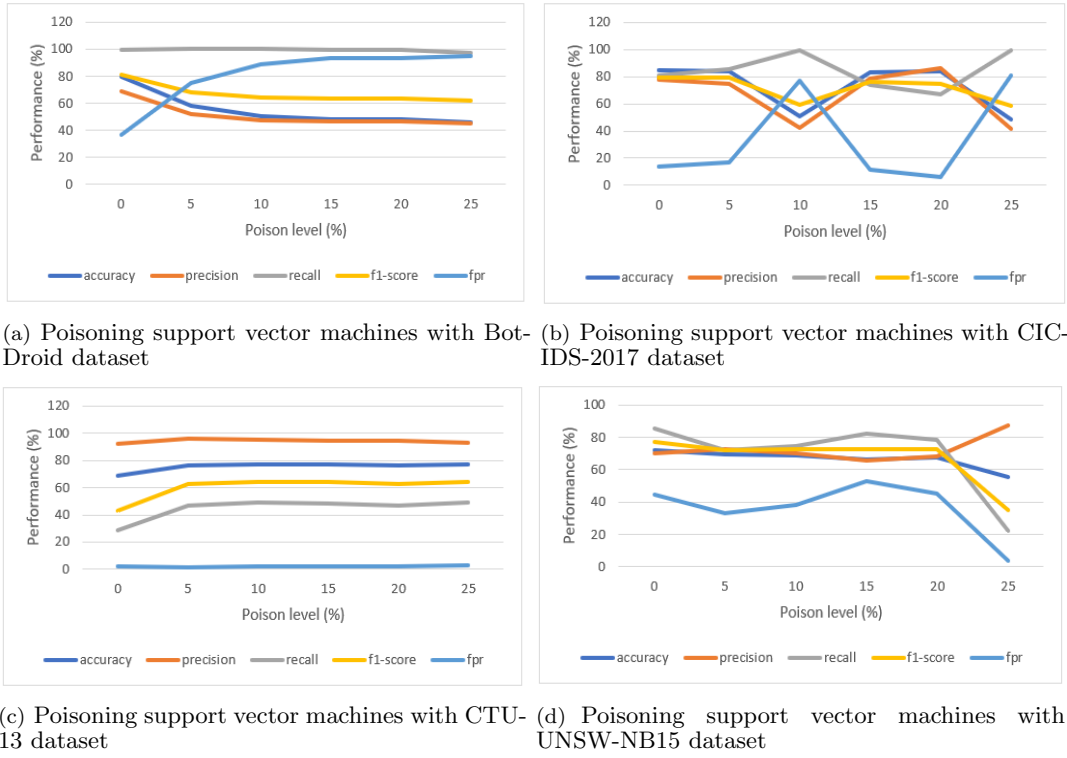 120
100
80
60
40
20
0
Performance (%)
0 5 10 15 20 25
Poison level (%)
accuracy precision recall f1-score fpr
(a) Poisoning support vector machines with Bot-
Droid dataset
120
100
80
60
40
20
0
Performance (%)
0 5 10 15 20 25
Poison level (%)
accuracy precision recall f1-score fpr
(b) Poisoning support vector machines with CIC-
IDS-2017 dataset
120
100
80
60
40
20
0
Performance (%)
0 5 10 15 20 25
Poison level (%)
accuracy precision recall f1-score fpr
(c) Poisoning support vector machines with CTU-
13 dataset
100
80
60
40
20
0
Performance (%)
0 5 10 15 20 25
Poison level (%)
accuracy precision recall f1-score fpr
(d) Poisoning support vector machines with
UNSW-NB15 dataset